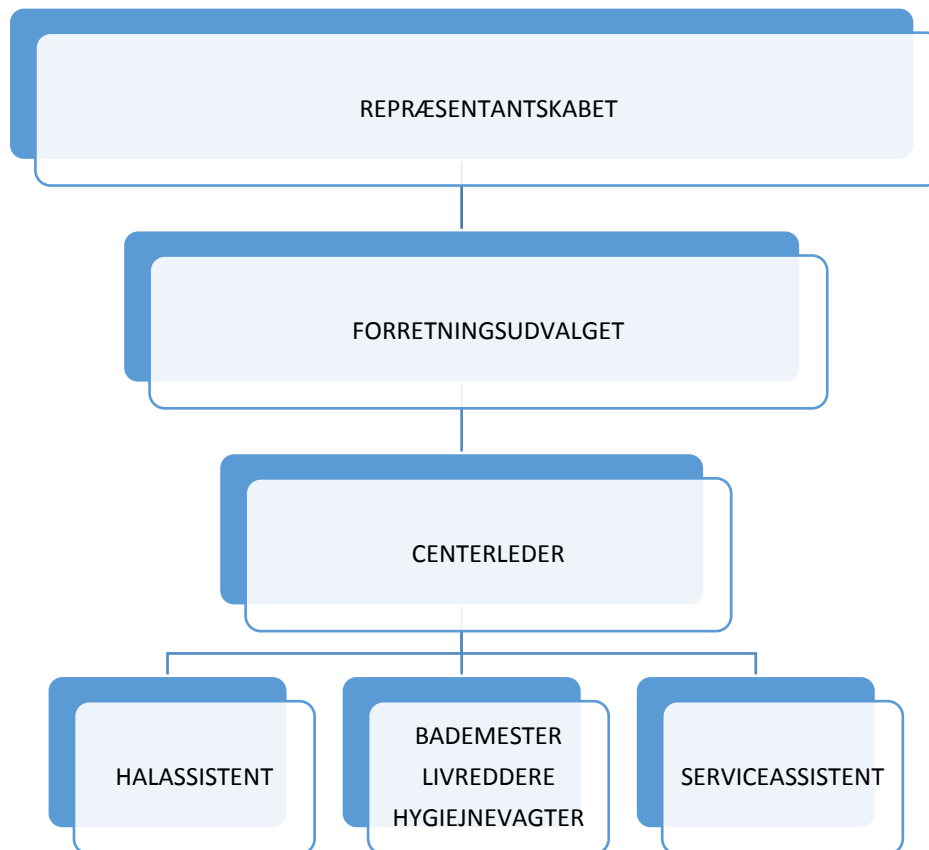 REPRÆSENTANTSKABET
FORRETNINGSUDVALGET
CENTERLEDER
HALASSISTENT
BADEMESTER
LIVREDDERE
HYGIEJNEVAGTER
SERVICEASSISTENT